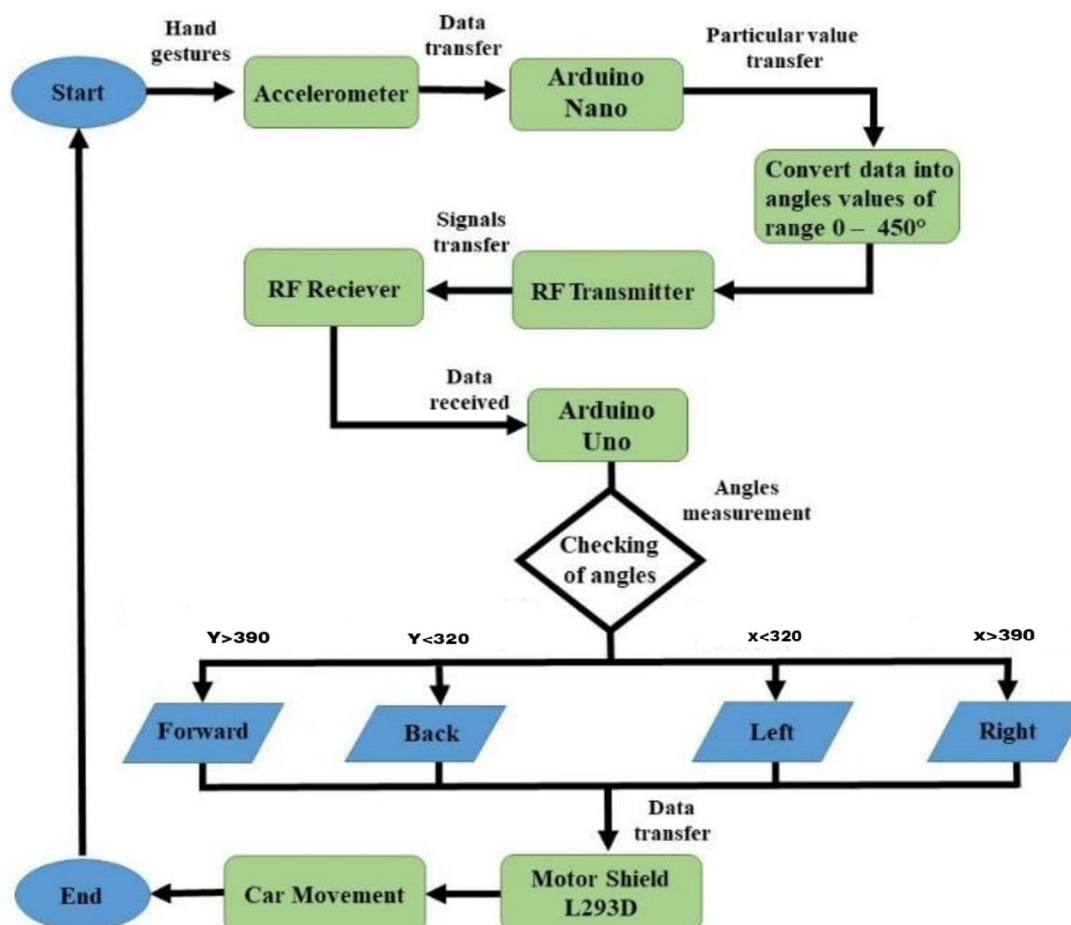 Hand
gestures
Data
transfer
Particular value
transfer
Start
Accelerometer
Arduino
Nano
Convert data into
angles values of
range 0 – 450°
Signals
transfer
RF Reciever
RF Transmitter
Data
received
Arduino
Uno
Angles
measurement
Checking
of angles
Y>390
Y<320
x<320
x>390
Forward
Back
Left
Right
Data
transfer
End
Car Movement
Motor Shield
L293D